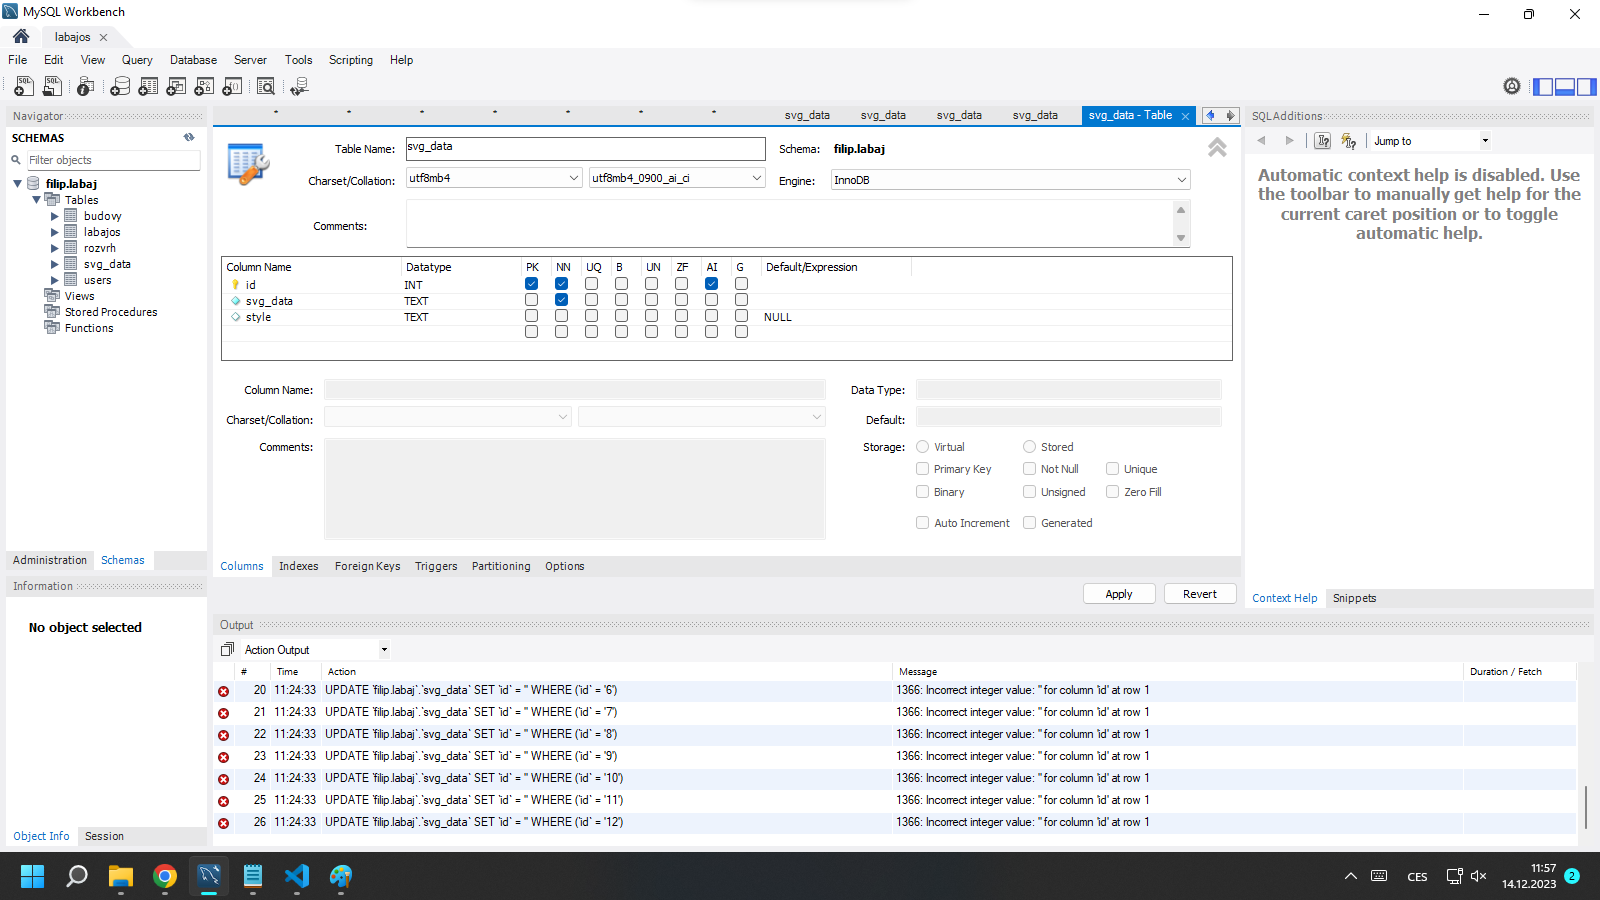 MySQL Workbench
labajos
File Edit View Query Database Server Tools Scripting Help
Navigator
SCHEMAS
Filter objects
filip.labaj
Tables
budovy
labajos
rozvrh
svg_data
users
Views
Stored Procedures
Functions
Administration Schemas
Information
No object selected
Object Info Session
svg_data svg_data svg_data svg_data svg_data - Table
Table Name: svg_data Schema: filip.labaj
Charset/Collation: utf8mb4 utf8mb4_0900_ai_ci Engine: InnoDB
Comments:
Column Name Datatype PK NN UQ B UN ZF AI G Default/Expression
id INT
svg_data TEXT
style TEXT NULL
Column Name: Data Type:
Charset/Collation: Default:
Comments: Storage: Virtual Stored
Primary Key Not Null Unique
Binary Unsigned Zero Fill
Auto Increment Generated
Columns Indexes Foreign Keys Triggers Partitioning Options
Apply Revert
SQLAdditions
Jump to
Automatic context help is disabled. Use
the toolbar to manually get help for the
current caret position or to toggle
automatic help.
Context Help Snippets
Output
Action Output
# Time Action Message Duration / Fetch
20 11:24:33 UPDATE `filip.labaj`.`svg_data` SET `id` = '' WHERE (`id` = '6') 1366: Incorrect integer value: '' for column 'id' at row 1
21 11:24:33 UPDATE `filip.labaj`.`svg_data` SET `id` = '' WHERE (`id` = '7') 1366: Incorrect integer value: '' for column 'id' at row 1
22 11:24:33 UPDATE `filip.labaj`.`svg_data` SET `id` = '' WHERE (`id` = '8') 1366: Incorrect integer value: '' for column 'id' at row 1
23 11:24:33 UPDATE `filip.labaj`.`svg_data` SET `id` = '' WHERE (`id` = '9') 1366: Incorrect integer value: '' for column 'id' at row 1
24 11:24:33 UPDATE `filip.labaj`.`svg_data` SET `id` = '' WHERE (`id` = '10') 1366: Incorrect integer value: '' for column 'id' at row 1
25 11:24:33 UPDATE `filip.labaj`.`svg_data` SET `id` = '' WHERE (`id` = '11') 1366: Incorrect integer value: '' for column 'id' at row 1
26 11:24:33 UPDATE `filip.labaj`.`svg_data` SET `id` = '' WHERE (`id` = '12') 1366: Incorrect integer value: '' for column 'id' at row 1
CES
11:57
14.12.2023
2